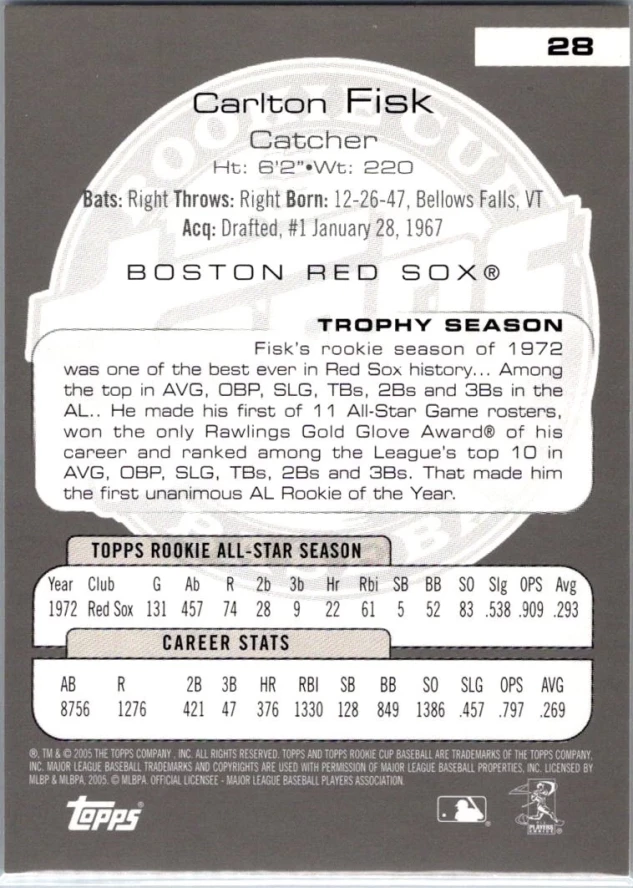 28
Carlton Fisk
Catcher
Ht: 6'2"•Wt: 220
Bats: Right Throws: Right Born: 12-26-47, Bellows Falls, VT
Acq: Drafted, #1 January 28, 1967
BOSTON RED SOX®
TROPHY SEASON
Fisk's rookie season of 1972
was one of the best ever in Red Sox history... Among
the top in AVG, OBP, SLG, TBs, 2Bs and 3Bs in the
AL.. He made his first of 11 All-Star Game rosters,
won the only Rawlings Gold Glove Award® of his
career and ranked among the League's top 10 in
AVG, OBP, SLG, TBs, 2Bs and 3Bs. That made him
the first unanimous AL Rookie of the Year.
TOPPS ROOKIE ALL-STAR SEASON
Year Club G Ab R 2b 3b Hr Rbi SB BB SO Slg OPS Avg
1972 Red Sox 131 457 74 28 9 22 61 5 52 83 .538 .909 .293
CAREER STATS
AB R 2B 3B HR RBI SB BB SO SLG OPS AVG
8756 1276 421 47 376 1330 128 849 1386 .457 .797 .269
®, TM & © 2005 THE TOPPS COMPANY , INC. ALL RIGHTS RESERVED. TOPPS AND TOPPS ROOKIE CUP BASEBALL ARE TRADEMARKS OF THE TOPPS COMPANY,
INC. MAJOR LEAGUE BASEBALL TRADEMARKS AND COPYRIGHTS ARE USED WITH PERMISSION OF MAJOR LEAGUE BASEBALL PROPERTIES, INC. LICENSED BY
MLBP & MLBPA, 2005. © MLBPA. OFFICIAL LICENSEE - MAJOR LEAGUE BASEBALL PLAYERS ASSOCIATION.
Topps®
PLAYERS
CHOICE